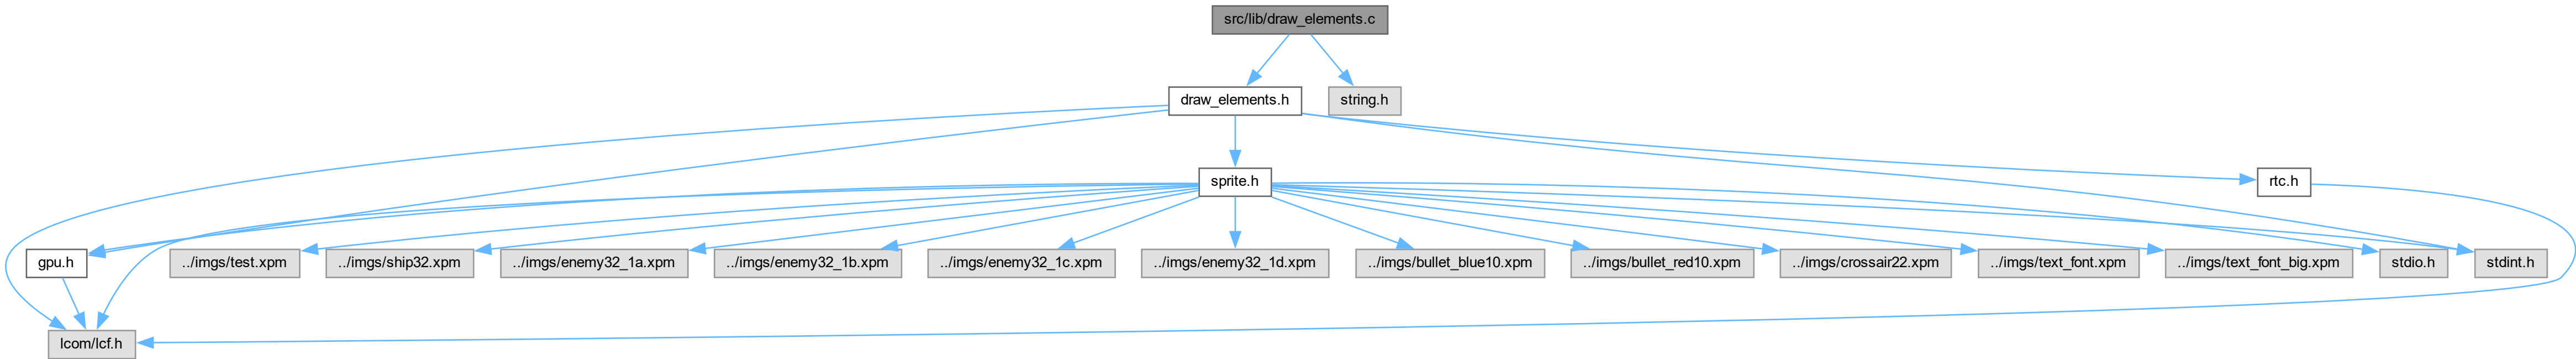 src/lib/draw_elements.c
draw_elements.h
string.h
sprite.h
rtc.h
gpu.h
../imgs/test.xpm
../imgs/ship32.xpm
../imgs/enemy32_1a.xpm
../imgs/enemy32_1b.xpm
../imgs/enemy32_1c.xpm
../imgs/enemy32_1d.xpm
../imgs/bullet_blue10.xpm
../imgs/bullet_red10.xpm
../imgs/crossair22.xpm
../imgs/text_font.xpm
../imgs/text_font_big.xpm
stdio.h
stdint.h
lcom/lcf.h